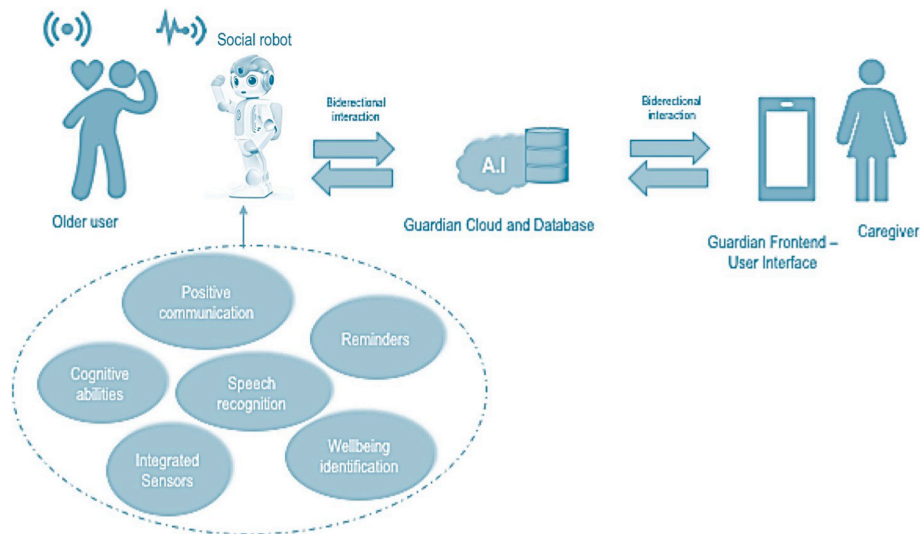 Social robot
Biderectional
interaction
Biderectional
interaction
A.I
Older user
Guardian Cloud and Database
Guardian Frontend –
User Interface
Caregiver
Positive
communication
Reminders
Cognitive
abilities
Speech
recognition
Integrated
Sensors
Wellbeing
identification